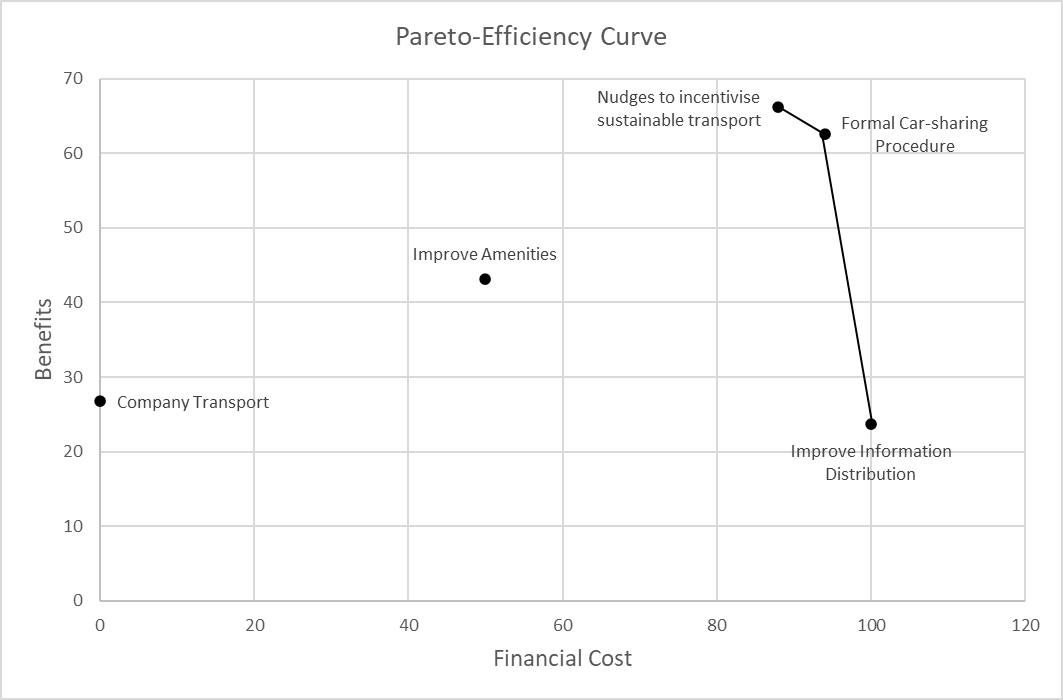 Pareto-Efficiency Curve
70
60
50
40
30
20
10
0
Benefits
Nudges to incentivise
sustainable transport
Formal Car-sharing
Procedure
Improve Amenities
Company Transport
Improve Information
Distribution
0 20 40 60 80 100 120
Financial Cost